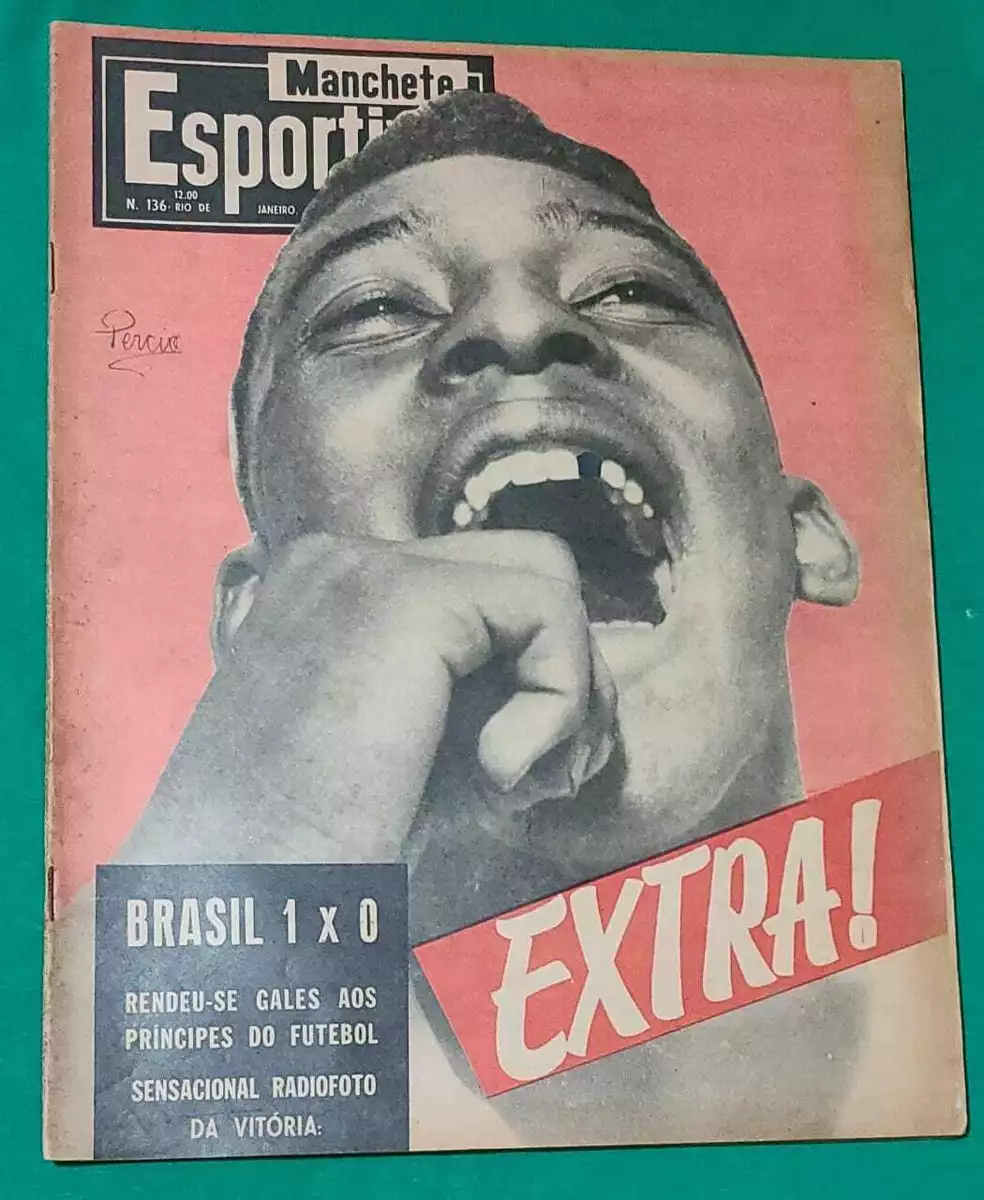 Manchete
Esporti
12.00
N. 136- RIO DE JANEIRO,
Percio
BRASIL 1 x 0
RENDEU-SE GALES AOS
PRÍNCIPES DO FUTEBOL
SENSACIONAL RADIOFOTO
DA VITÓRIA:
EXTRA!